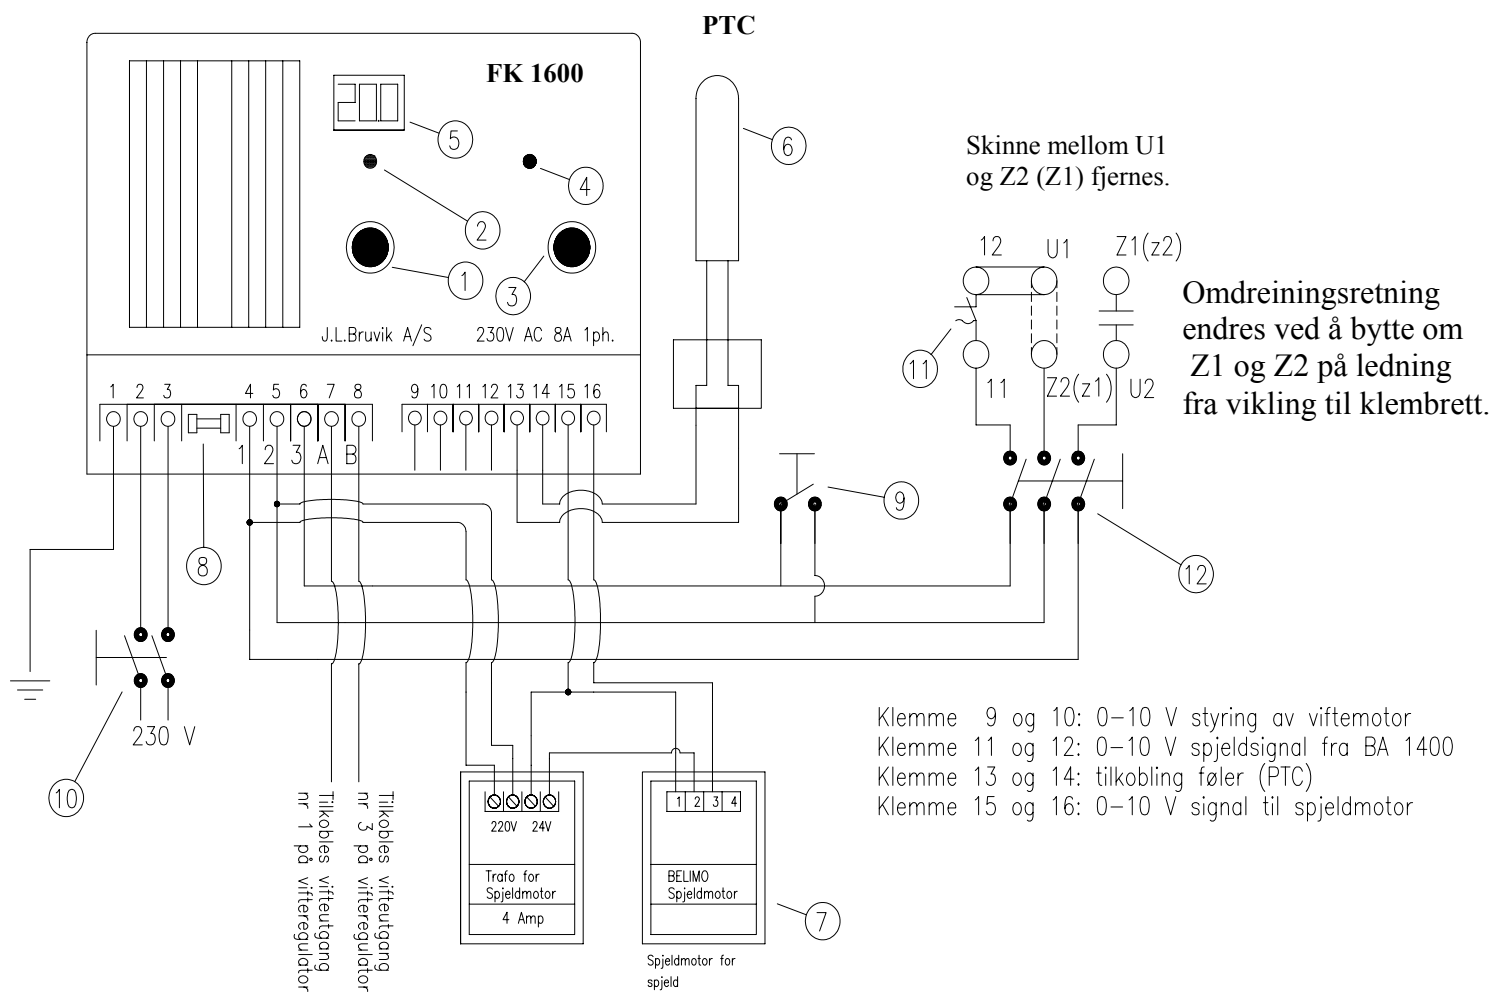 PTC
FK 1600
20.0
5
6
4
2
1
3
J.L.Bruvik A/S 230V AC 8A 1ph.
1 2 3 4 5 6 7 8 9 10 11 12 13 14 15 16
1 2 3 A B
8
9
10
230 V
Skinne mellom U1
og Z2 (Z1) fjernes.
12 U1 Z1(z2)
11
11 Z2(z1) U2
12
Omdreiningsretning
endres ved å bytte om
Z1 og Z2 på ledning
fra vikling til klembrett.
Klemme 9 og 10: 0-10 V styring av viftemotor
Klemme 11 og 12: 0-10 V spjeldsignal fra BA 1400
Klemme 13 og 14: tilkobling føler (PTC)
Klemme 15 og 16: 0-10 V signal til spjeldmotor
Tilkobles vifteutgang
nr 1 på vifteregulator
Tilkobles vifteutgang
nr 3 på vifteregulator
220V 24V
Trafo for
Spjeldmotor
4 Amp
1 2 3 4
BELIMO
Spjeldmotor
7
Spjeldmotor for
spjeld